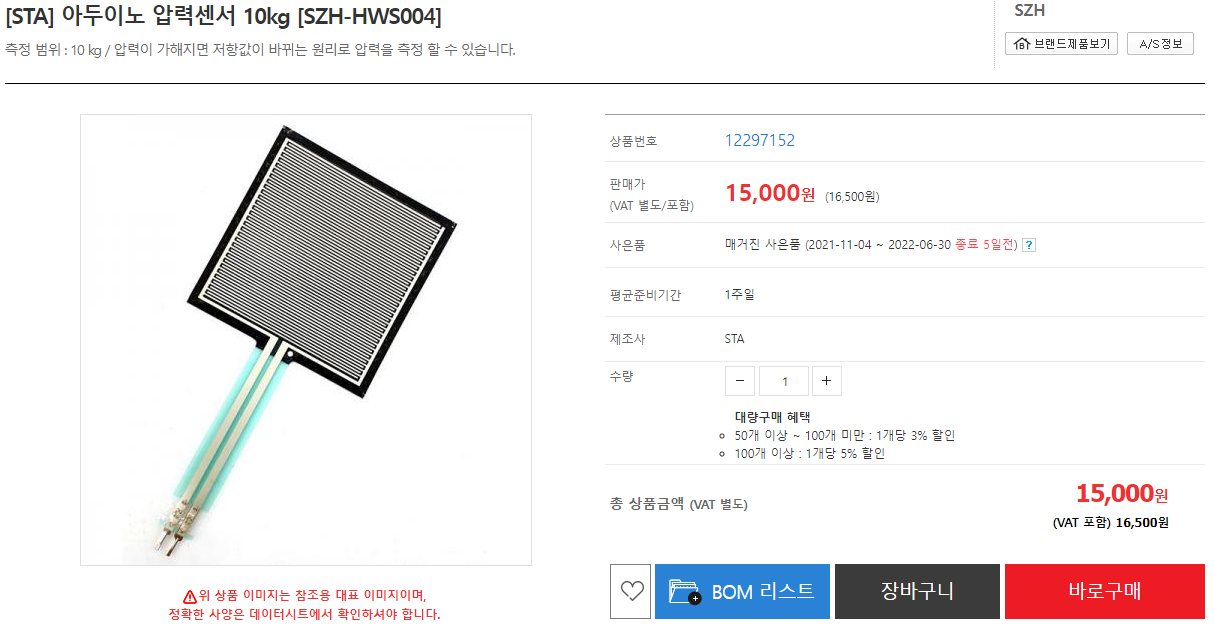 [STA] 아두이노 압력센서 10kg [SZH-HWS004]
측정 범위 : 10 kg / 압력이 가해지면 저항값이 바뀌는 원리로 압력을 측정 할 수 있습니다.
SZH
브랜드제품보기
A/S정보
상품번호
12297152
판매가
(VAT 별도/포함)
15,000원 (16,500원)
사은품
매거진 사은품 (2021-11-04 ~ 2022-06-30 종료 5일전) ?
평균준비기간
1주일
제조사
STA
수량
− 1 +
대량구매 혜택
50개 이상 ~ 100개 미만 : 1개당 3% 할인
100개 이상 : 1개당 5% 할인
총 상품금액 (VAT 별도)
15,000원
(VAT 포함) 16,500원
BOM 리스트
장바구니
바로구매
위 상품 이미지는 참조용 대표 이미지이며,
정확한 사양은 데이터시트에서 확인하셔야 합니다.